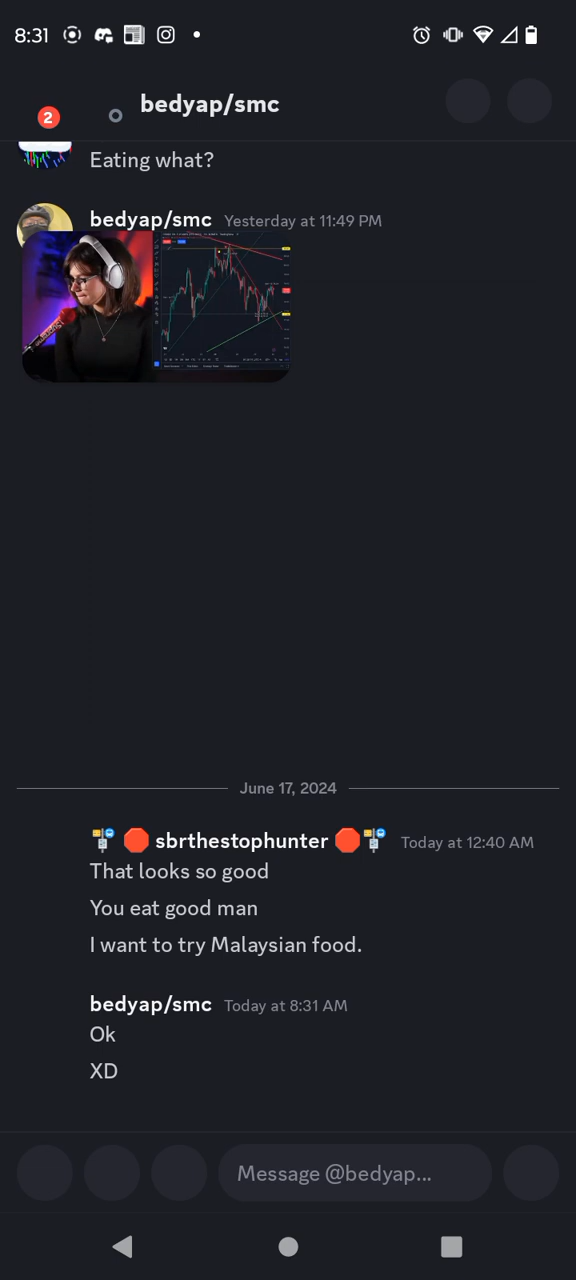 8:31
2
bedyap/smc
Eating what?
bedyap/smc Yesterday at 11:49 PM
June 17, 2024
🚏 🛑 sbrthestophunter 🛑🚏 Today at 12:40 AM
That looks so good
You eat good man
I want to try Malaysian food.
bedyap/smc Today at 8:31 AM
Ok
XD
Message @bedyap...